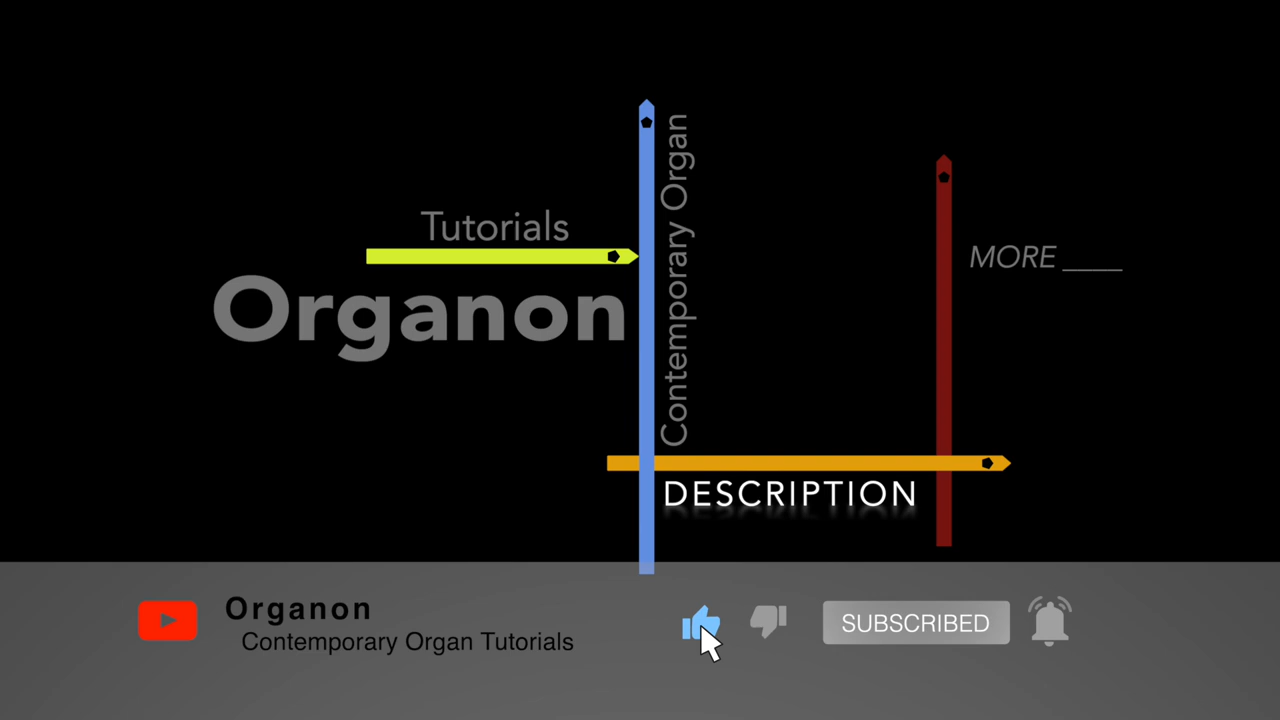 Tutorials
Organon
Contemporary Organ
MORE ____
DESCRIPTION
Organon
Contemporary Organ Tutorials
SUBSCRIBED